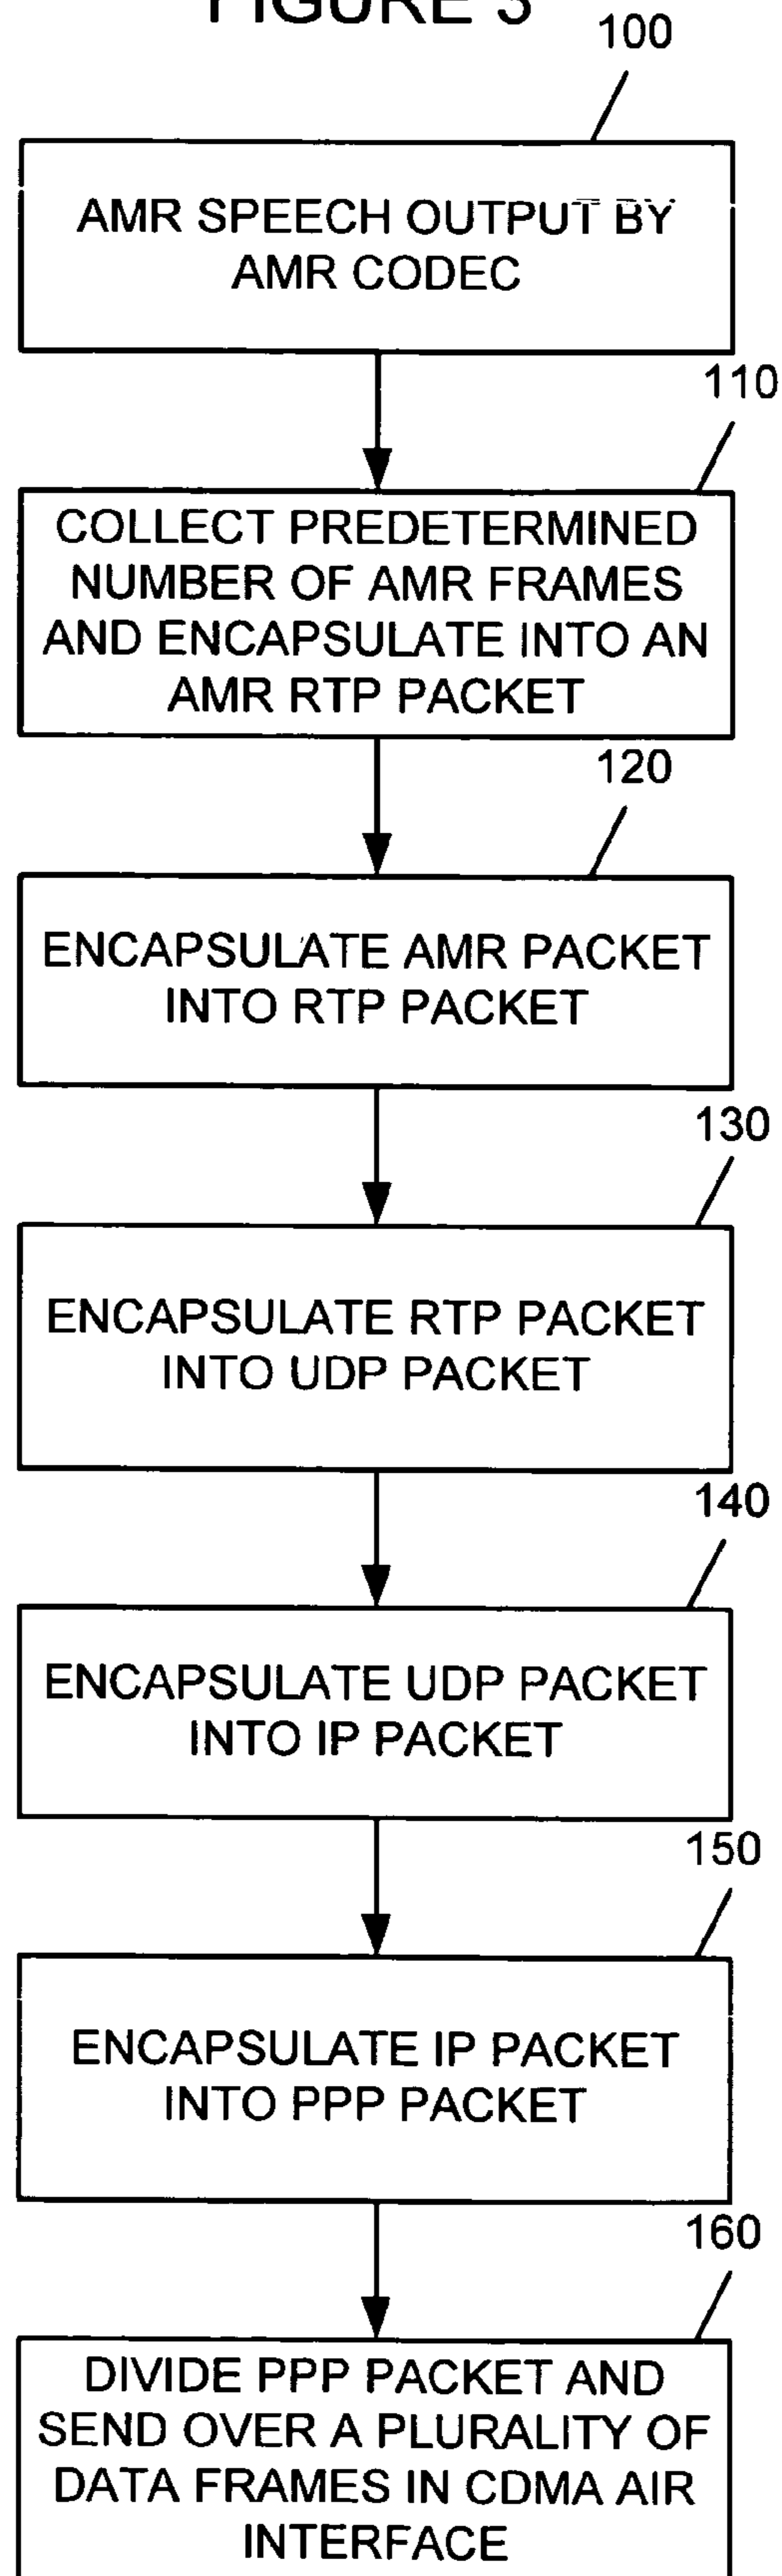 FIGURE 3
100
AMR SPEECH OUTPUT BY
AMR CODEC
110
COLLECT PREDETERMINED
NUMBER OF AMR FRAMES
AND ENCAPSULATE INTO AN
AMR RTP PACKET
120
ENCAPSULATE AMR PACKET
INTO RTP PACKET
130
ENCAPSULATE RTP PACKET
INTO UDP PACKET
140
ENCAPSULATE UDP PACKET
INTO IP PACKET
150
ENCAPSULATE IP PACKET
INTO PPP PACKET
160
DIVIDE PPP PACKET AND
SEND OVER A PLURALITY OF
DATA FRAMES IN CDMA AIR
INTERFACE